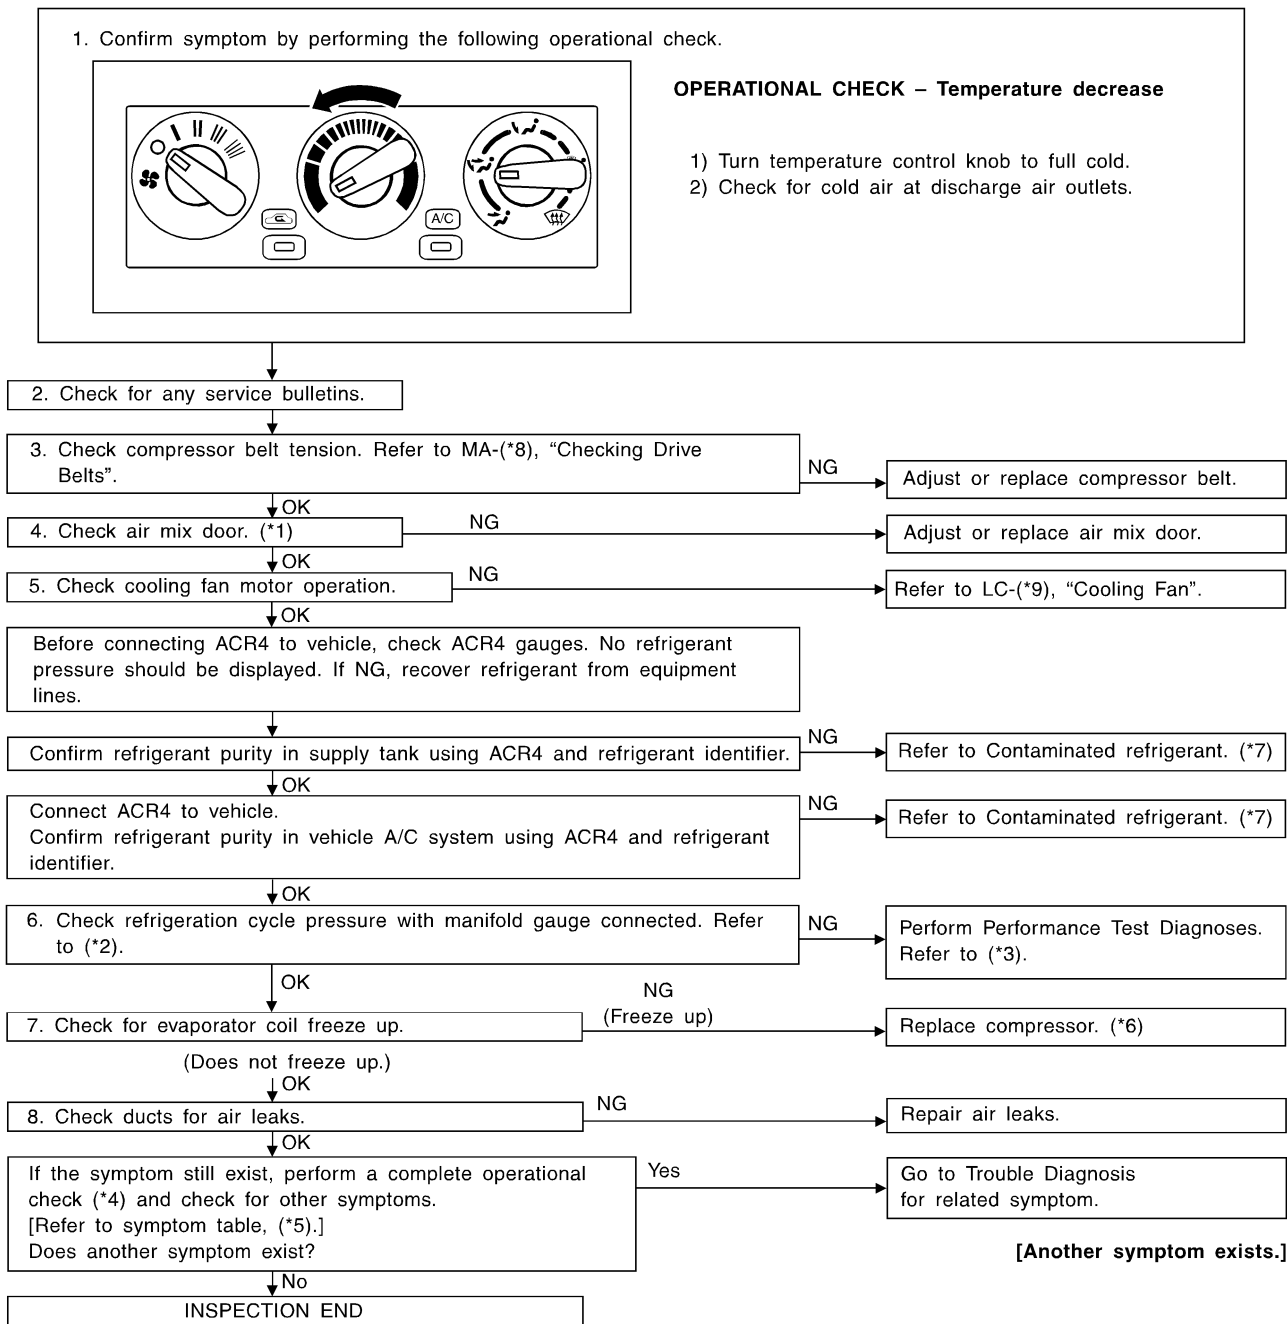 1. Confirm symptom by performing the following operational check.
A/C
OPERATIONAL CHECK – Temperature decrease
1) Turn temperature control knob to full cold.
2) Check for cold air at discharge air outlets.
2. Check for any service bulletins.
3. Check compressor belt tension. Refer to MA-(*8), “Checking Drive
Belts”.
NG
Adjust or replace compressor belt.
OK
4. Check air mix door. (*1)
NG
Adjust or replace air mix door.
OK
5. Check cooling fan motor operation.
NG
Refer to LC-(*9), “Cooling Fan”.
OK
Before connecting ACR4 to vehicle, check ACR4 gauges. No refrigerant
pressure should be displayed. If NG, recover refrigerant from equipment
lines.
Confirm refrigerant purity in supply tank using ACR4 and refrigerant identifier.
NG
Refer to Contaminated refrigerant. (*7)
OK
Connect ACR4 to vehicle.
Confirm refrigerant purity in vehicle A/C system using ACR4 and refrigerant
identifier.
NG
Refer to Contaminated refrigerant. (*7)
OK
6. Check refrigeration cycle pressure with manifold gauge connected. Refer
to (*2).
NG
Perform Performance Test Diagnoses.
Refer to (*3).
OK
7. Check for evaporator coil freeze up.
NG
(Freeze up)
Replace compressor. (*6)
(Does not freeze up.)
OK
8. Check ducts for air leaks.
NG
Repair air leaks.
OK
If the symptom still exist, perform a complete operational
check (*4) and check for other symptoms.
[Refer to symptom table, (*5).]
Does another symptom exist?
Yes
Go to Trouble Diagnosis
for related symptom.
[Another symptom exists.]
No
INSPECTION END